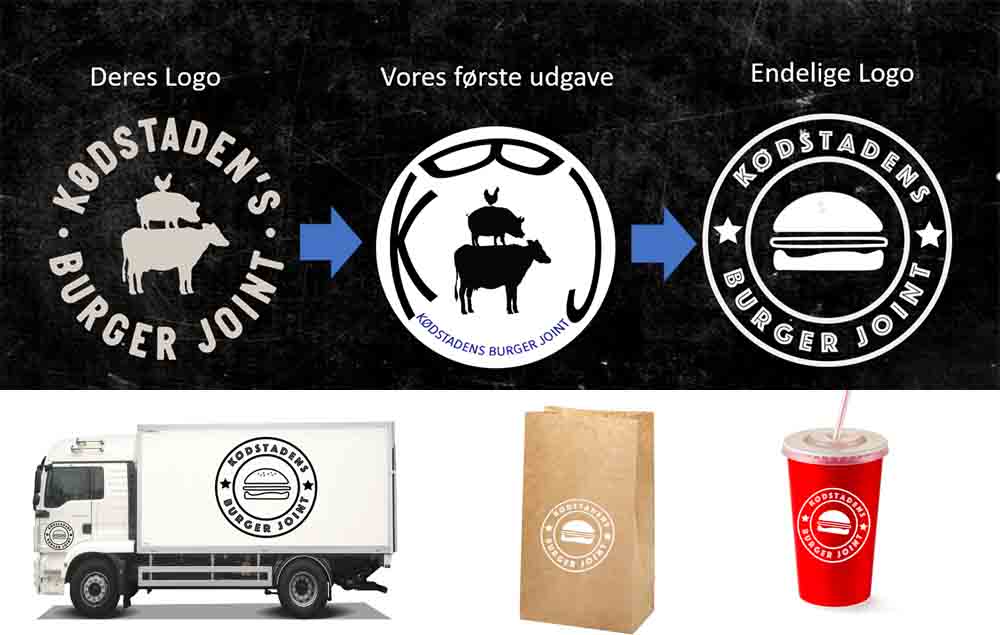 Deres Logo
Vores første udgave
Endelige Logo
KØDSTADEN'S
BURGER JOINT
K B J
KØDSTADENS BURGER JOINT
KØDSTADENS
BURGER JOINT
KØDSTADENS
BURGER JOINT
KØDSTADENS
BURGER JOINT
KØDSTADENS
BURGER JOINT
KØDSTADENS
BURGER JOINT